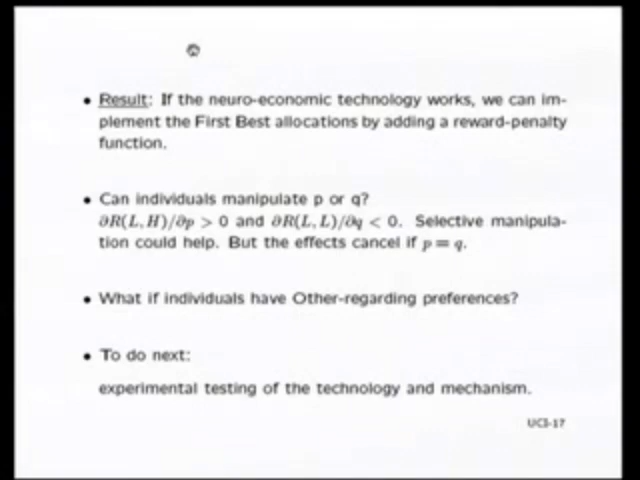 • Result: If the neuro-economic technology works, we can im-
plement the First Best allocations by adding a reward-penalty
function.
• Can individuals manipulate p or q?
∂R(L, H)/∂p > 0 and ∂R(L, L)/∂q < 0. Selective manipula-
tion could help. But the effects cancel if p = q.
• What if individuals have Other-regarding preferences?
• To do next:
experimental testing of the technology and mechanism.
UCI-17